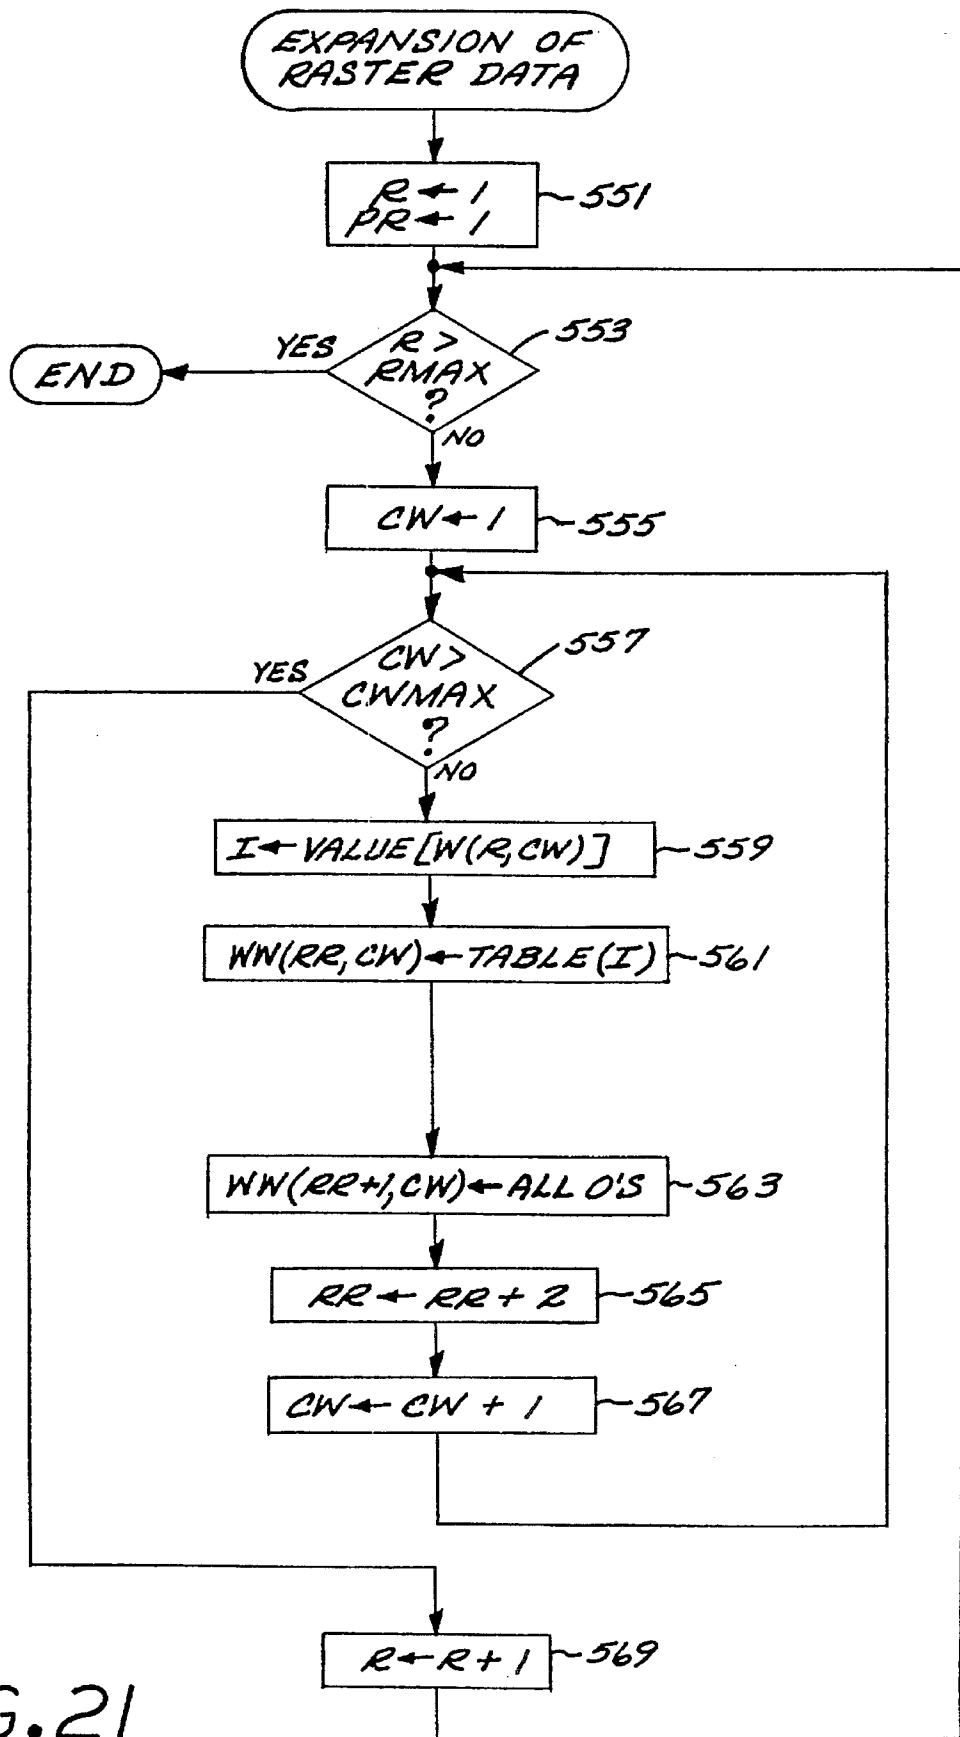 EXPANSION OF
RASTER DATA
R ← 1
PR ← 1
551
R >
RMAX
?
553
YES
END
NO
CW ← 1
555
CW >
CWMAX
?
557
YES
NO
I ← VALUE[W(R,CW)]
559
WW(RR,CW) ← TABLE(I)
561
WW(RR+1,CW) ← ALL 0'S
563
RR ← RR + 2
565
CW ← CW + 1
567
R ← R + 1
569
G.21